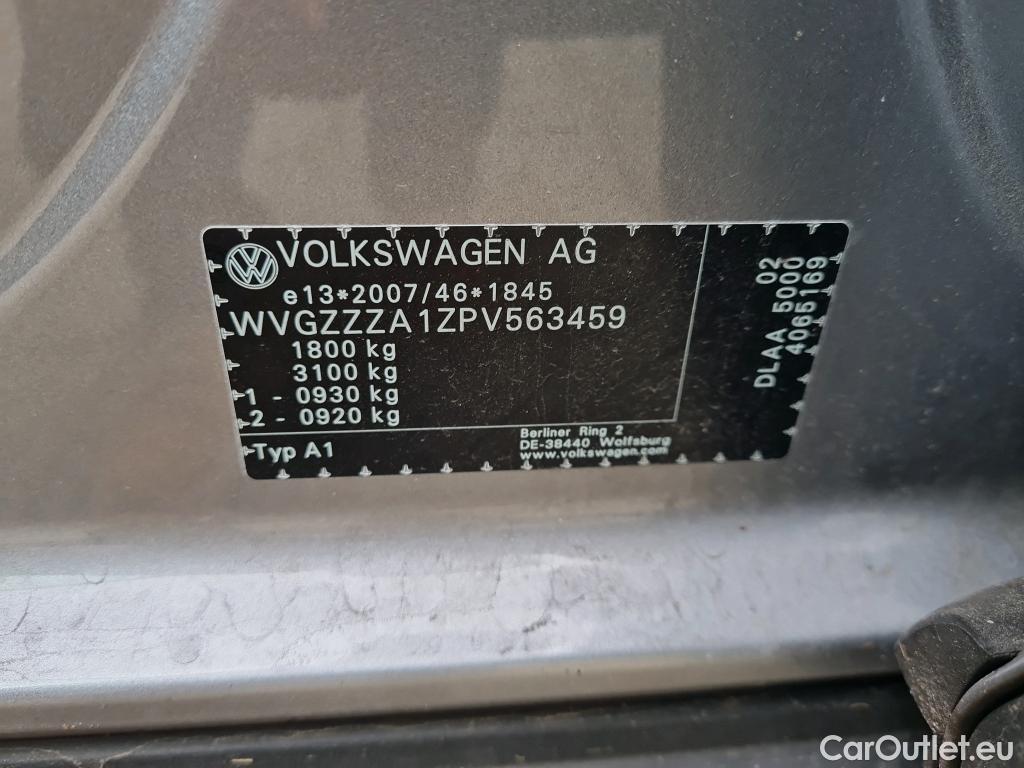 VOLKSWAGEN AG
e13*2007/46*1845
WVGZZZA1ZPV563459
1800 kg
3100 kg
1 - 0930 kg
2 - 0920 kg
Typ A1
Berliner Ring 2
DE-38440 Wolfsburg
www.volkswagen.com
02
DLAA 5000
4065169
CarOutlet.eu